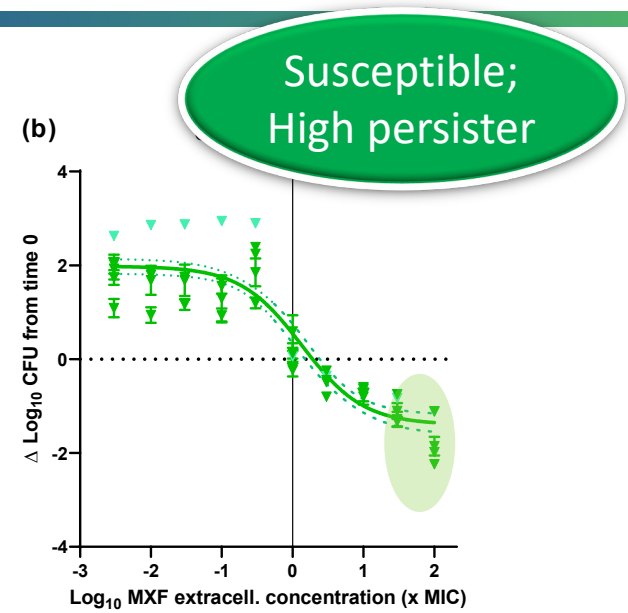 Susceptible;
High persister
(b)
Δ Log10 CFU from time 0
4
2
0
-2
-4
-3 -2 -1 0 1 2
Log10 MXF extracell. concentration (x MIC)